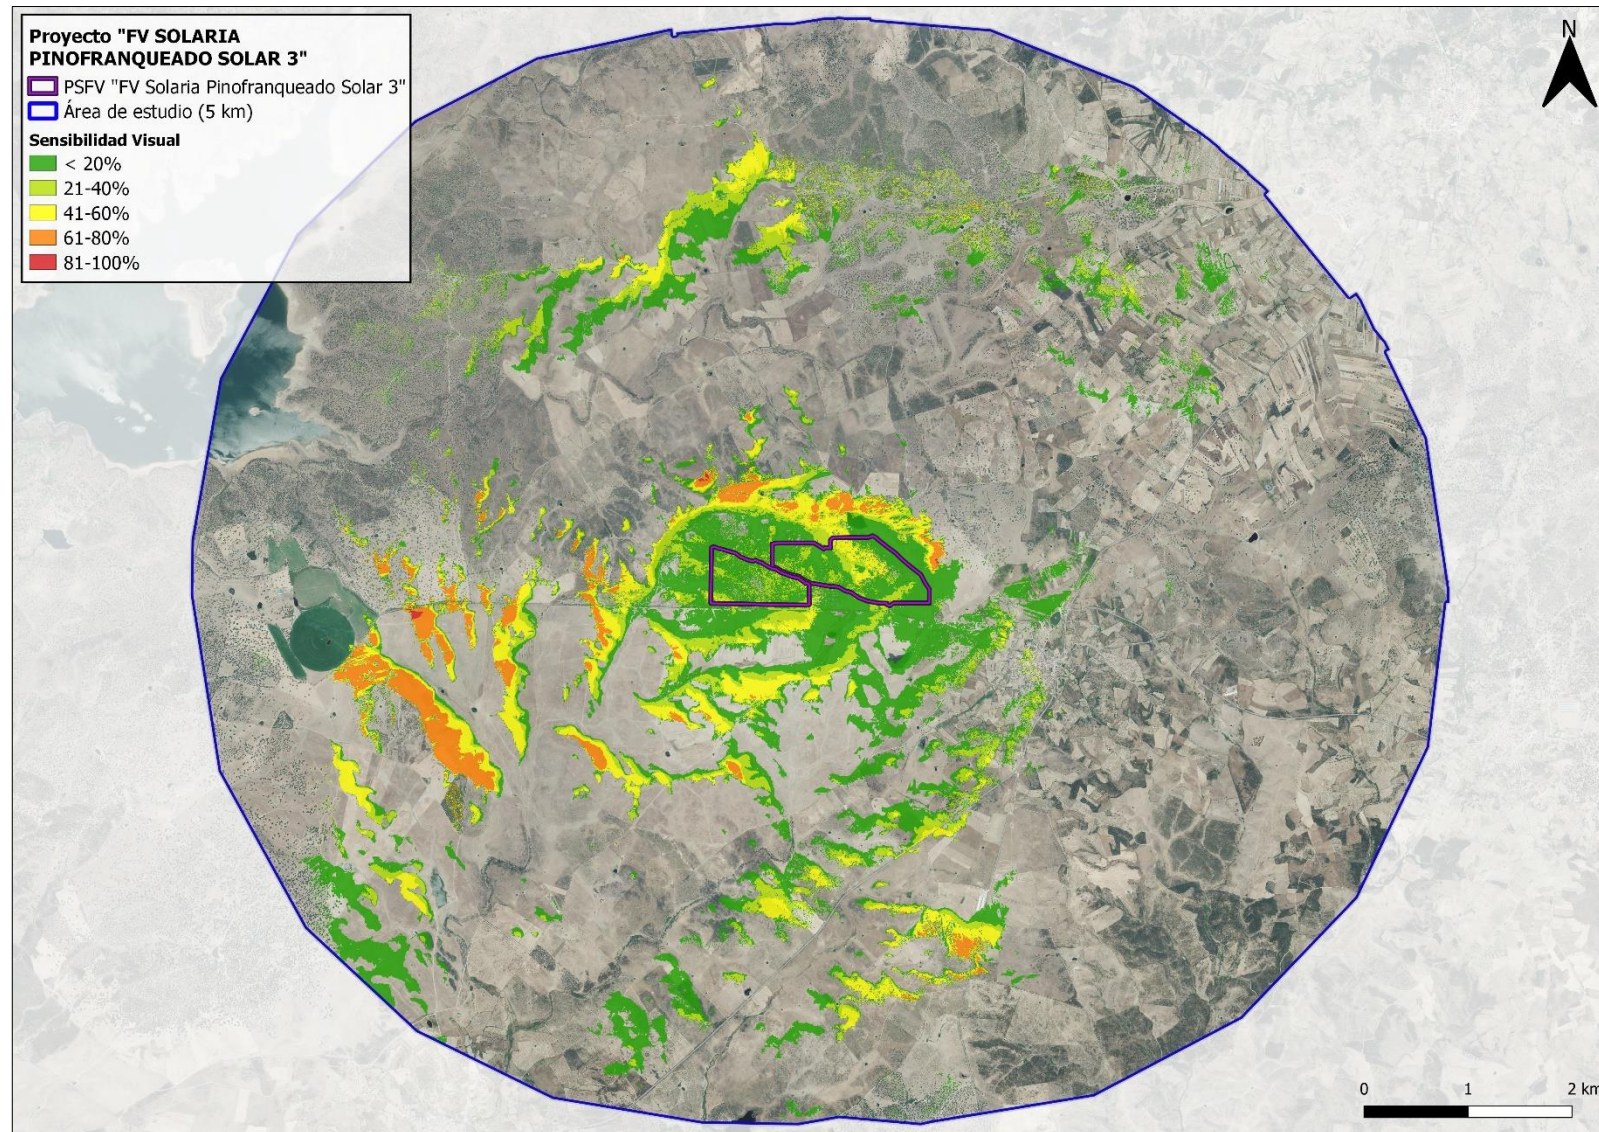 Proyecto "FV SOLARIA
PINOFRANQUEADO SOLAR 3"
PSFV "FV Solaria Pinofranqueado Solar 3"
Área de estudio (5 km)
Sensibilidad Visual
< 20%
21-40%
41-60%
61-80%
81-100%
N
0 1 2 km